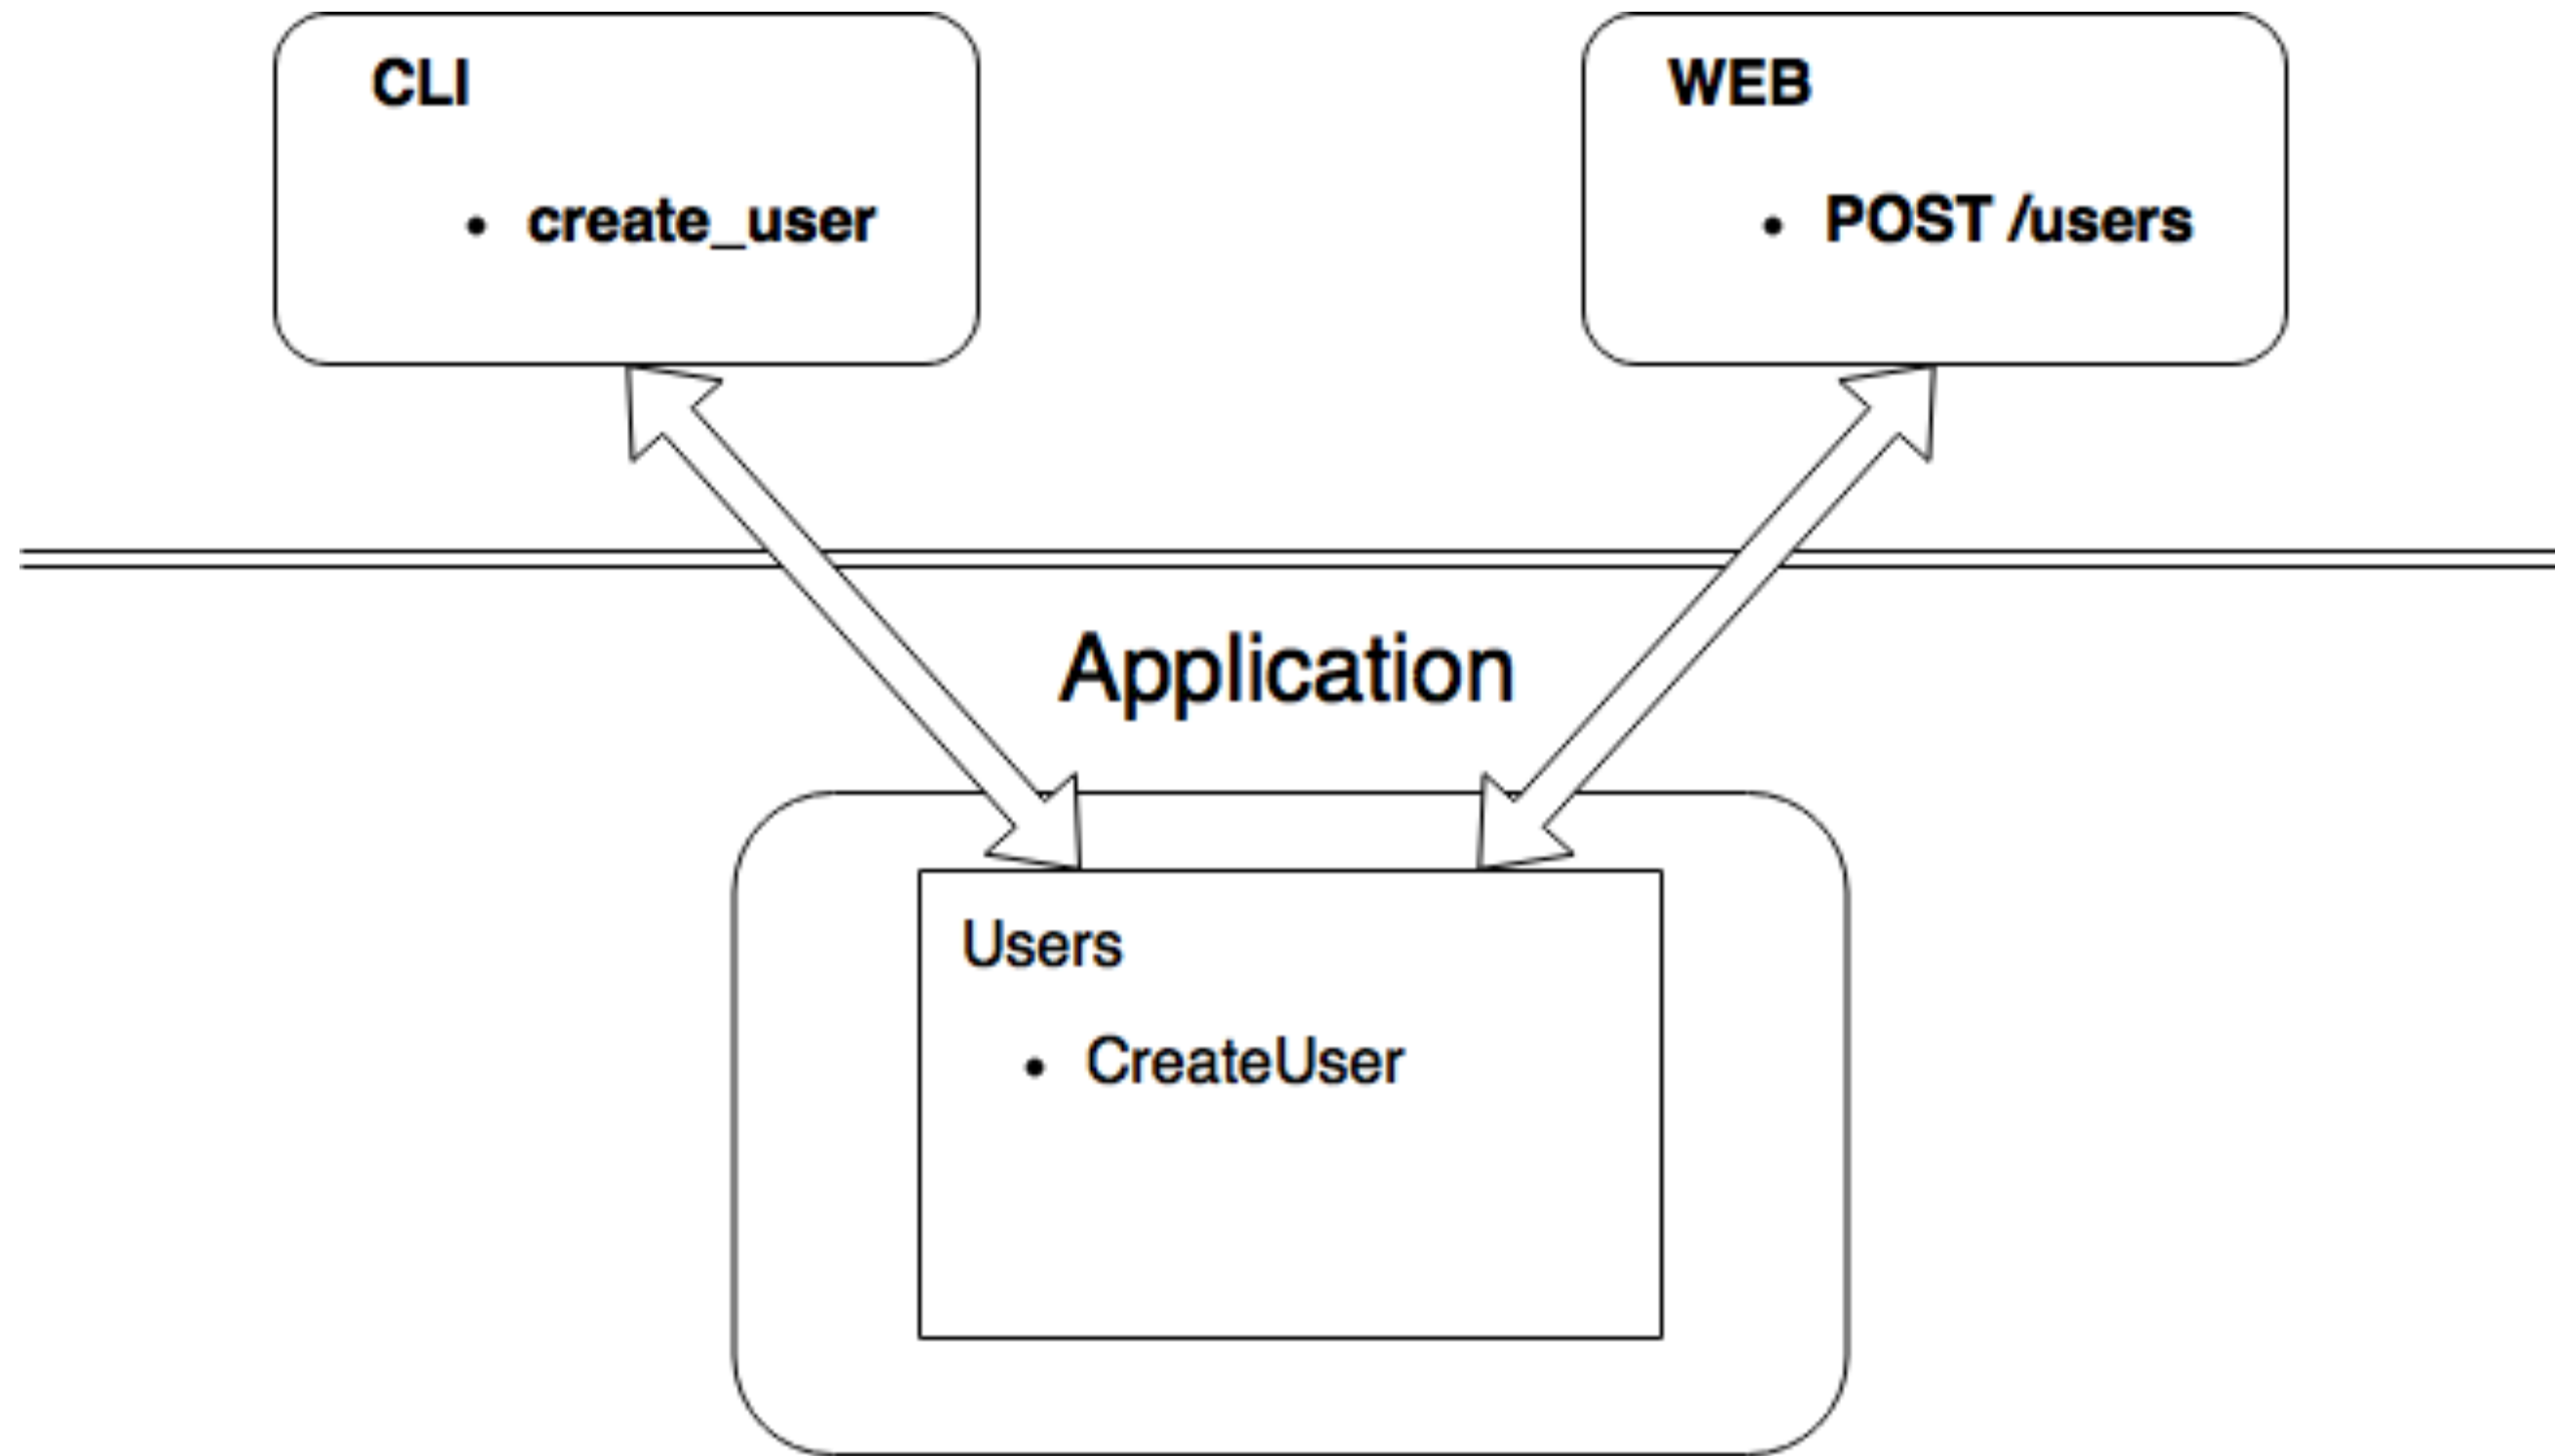 CLI
• create_user
WEB
• POST /users
Application
Users
• CreateUser